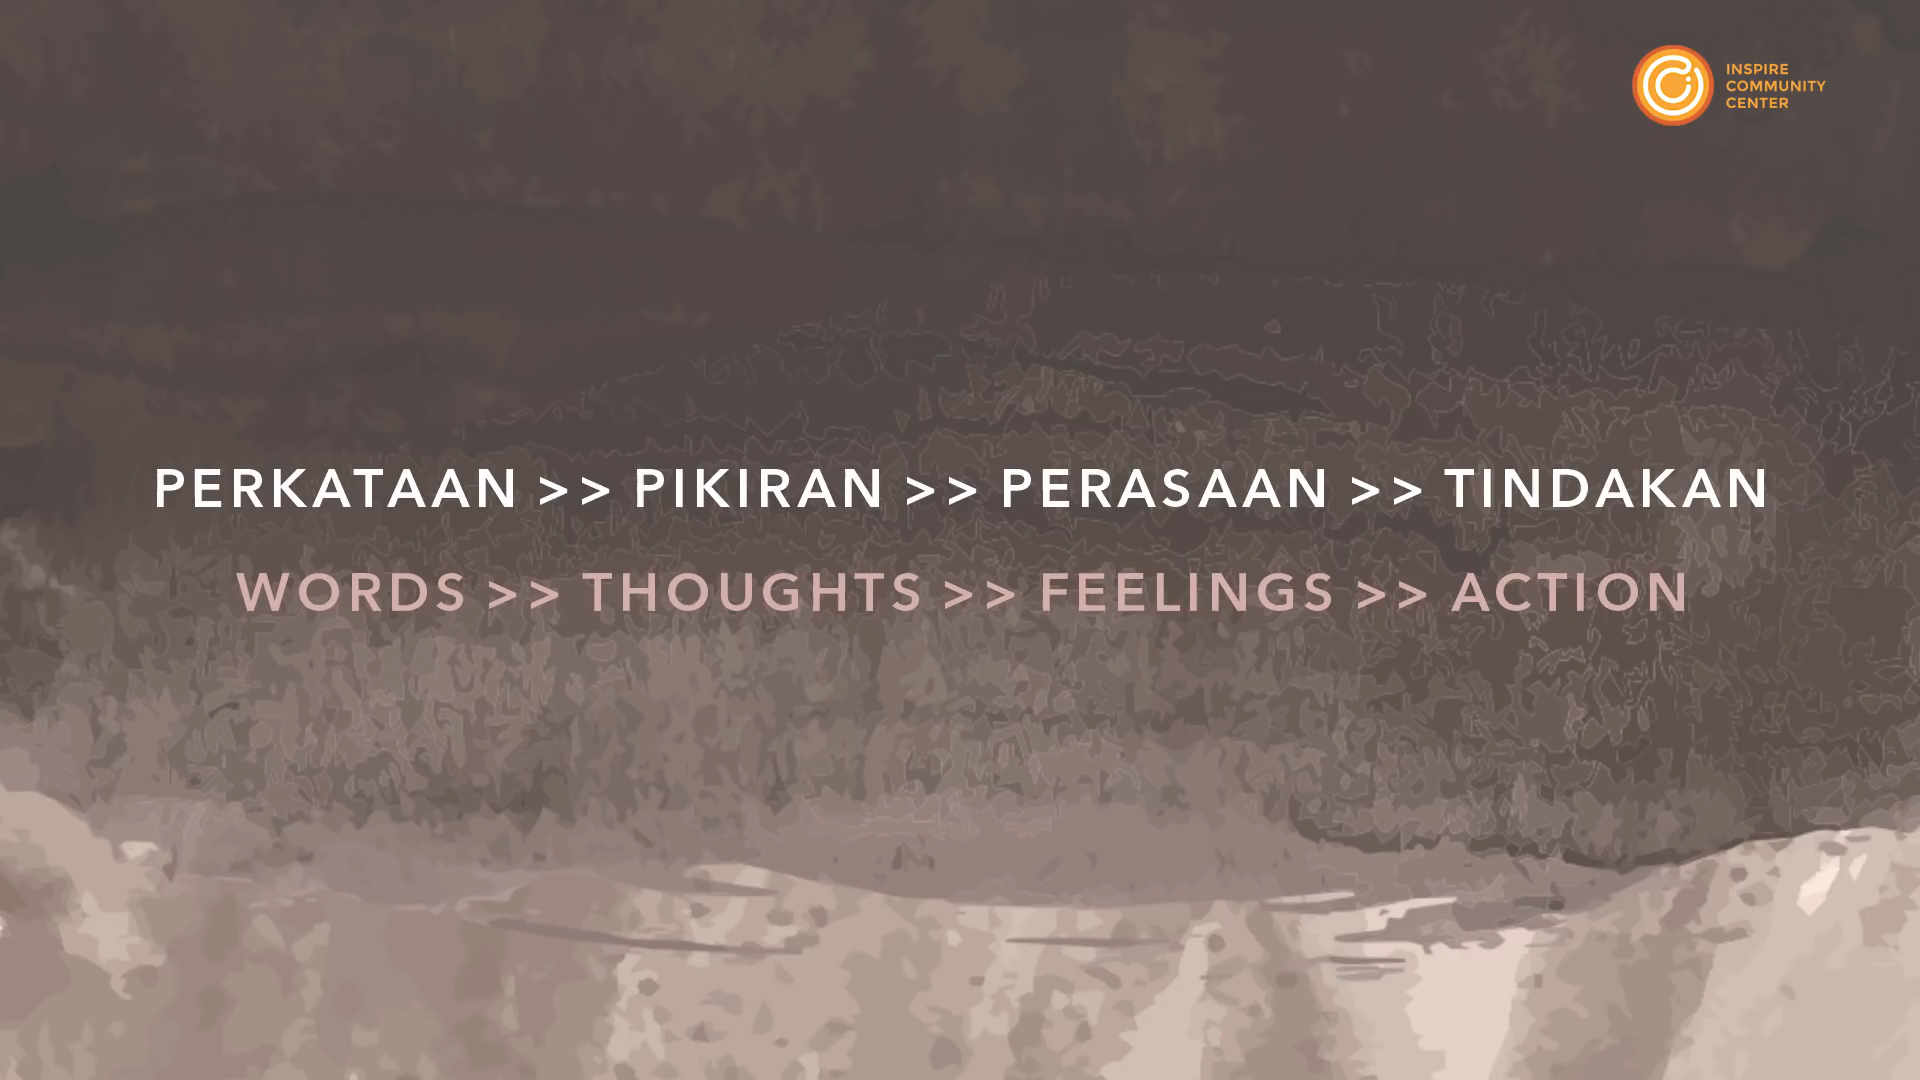 INSPIRE
COMMUNITY
CENTER
PERKATAAN >> PIKIRAN >> PERASAAN >> TINDAKAN
WORDS >> THOUGHTS >> FEELINGS >> ACTION